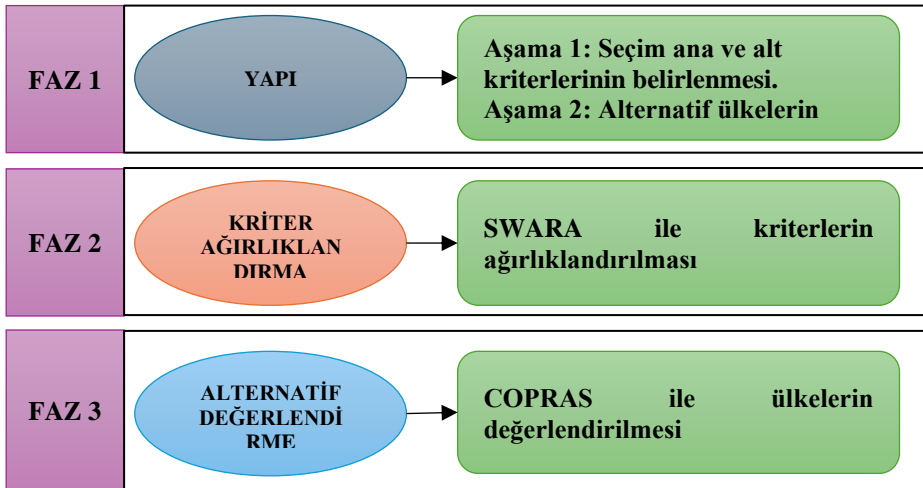 FAZ 1
YAPI
Aşama 1: Seçim ana ve alt
kriterlerinin belirlenmesi.
Aşama 2: Alternatif ülkelerin
FAZ 2
KRİTER
AĞIRLIKLAN
DIRMA
SWARA ile kriterlerin
ağırlıklandırılması
FAZ 3
ALTERNATİF
DEĞERLENDİ
RME
COPRAS ile ülkelerin
değerlendirilmesi